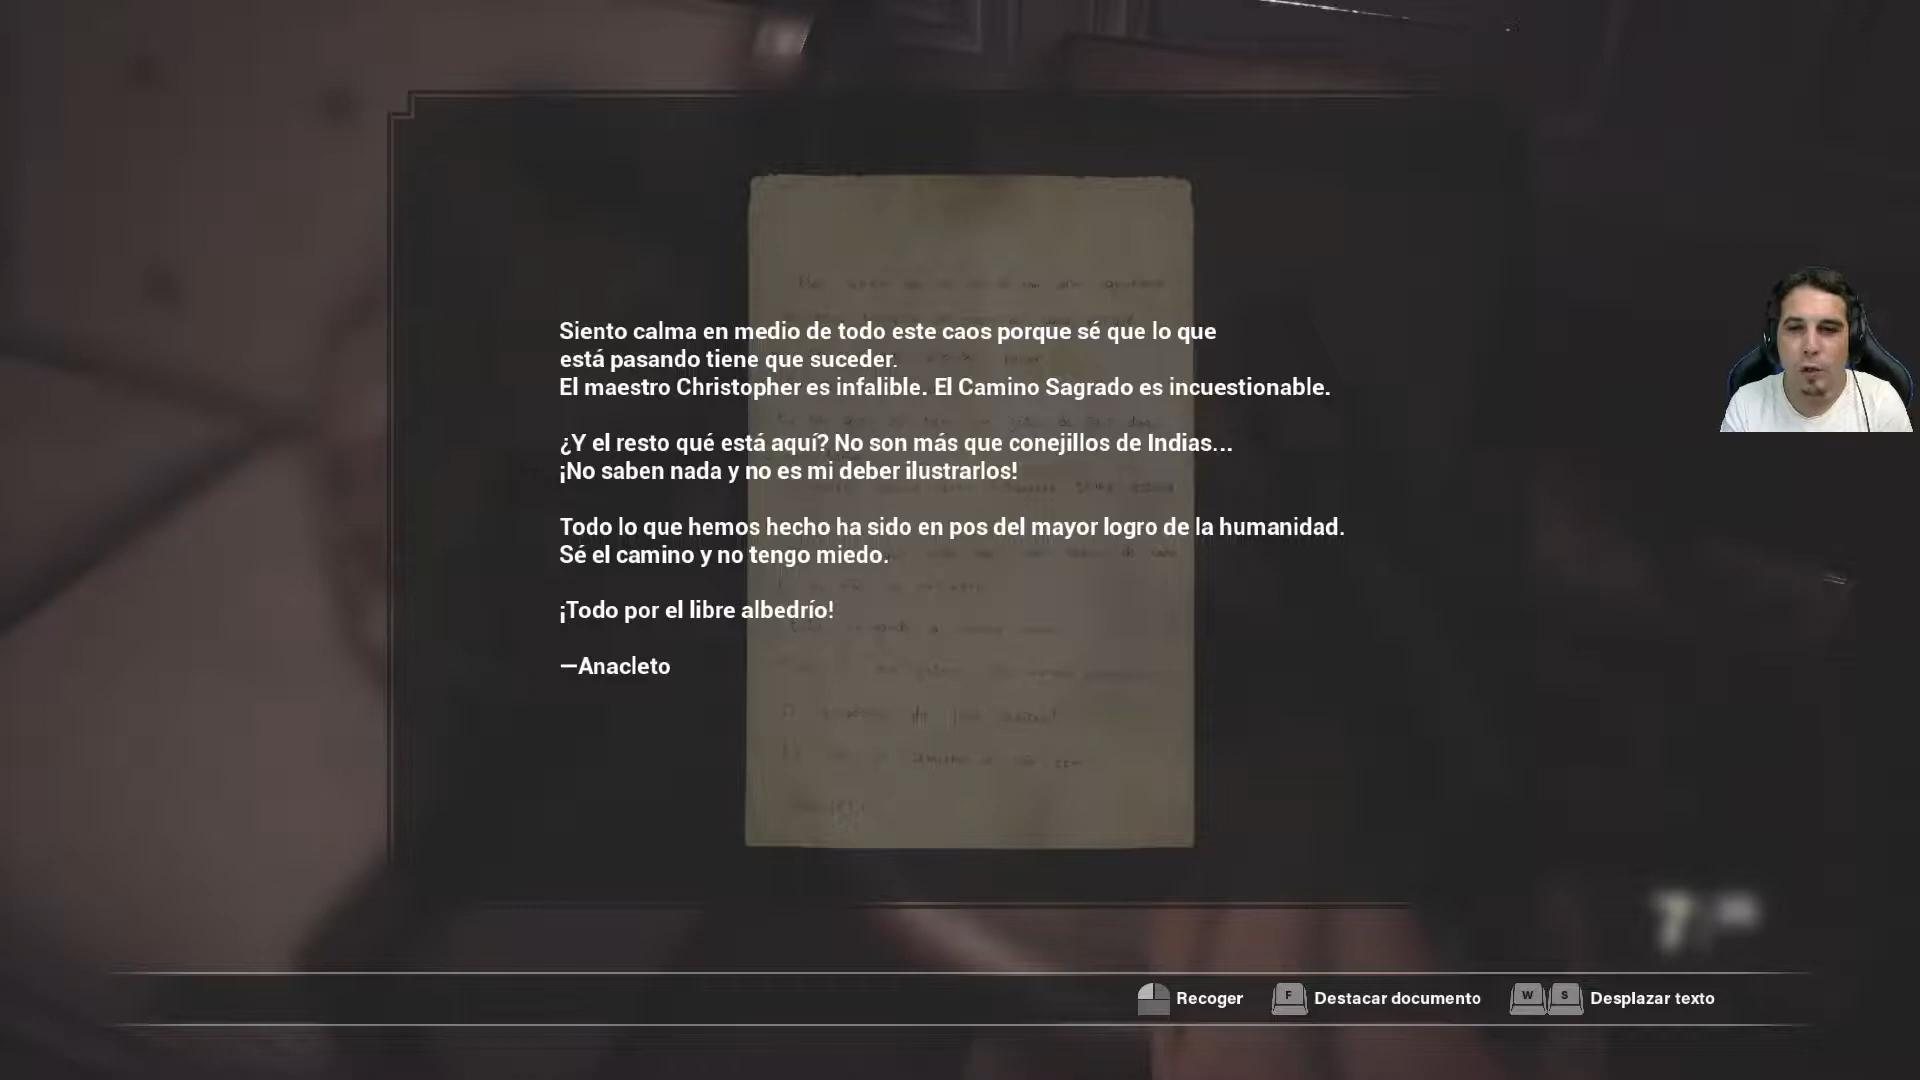 Siento calma en medio de todo este caos porque sé que lo que
está pasando tiene que suceder.
El maestro Christopher es infalible. El Camino Sagrado es incuestionable.
¿Y el resto qué está aquí? No son más que conejillos de Indias...
¡No saben nada y no es mi deber ilustrarlos!
Todo lo que hemos hecho ha sido en pos del mayor logro de la humanidad.
Sé el camino y no tengo miedo.
¡Todo por el libre albedrío!
—Anacleto
7
Recoger F Destacar documento W S Desplazar texto